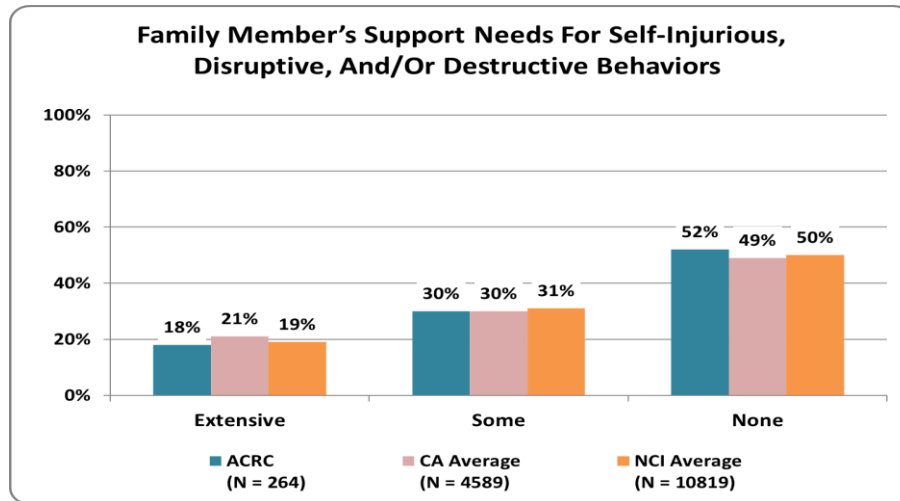 Family Member’s Support Needs For Self-Injurious,
Disruptive, And/Or Destructive Behaviors
100%
80%
60%
40%
20%
0%
18%
21%
19%
30%
30%
31%
52%
49%
50%
Extensive
Some
None
ACRC
(N = 264)
CA Average
(N = 4589)
NCI Average
(N = 10819)